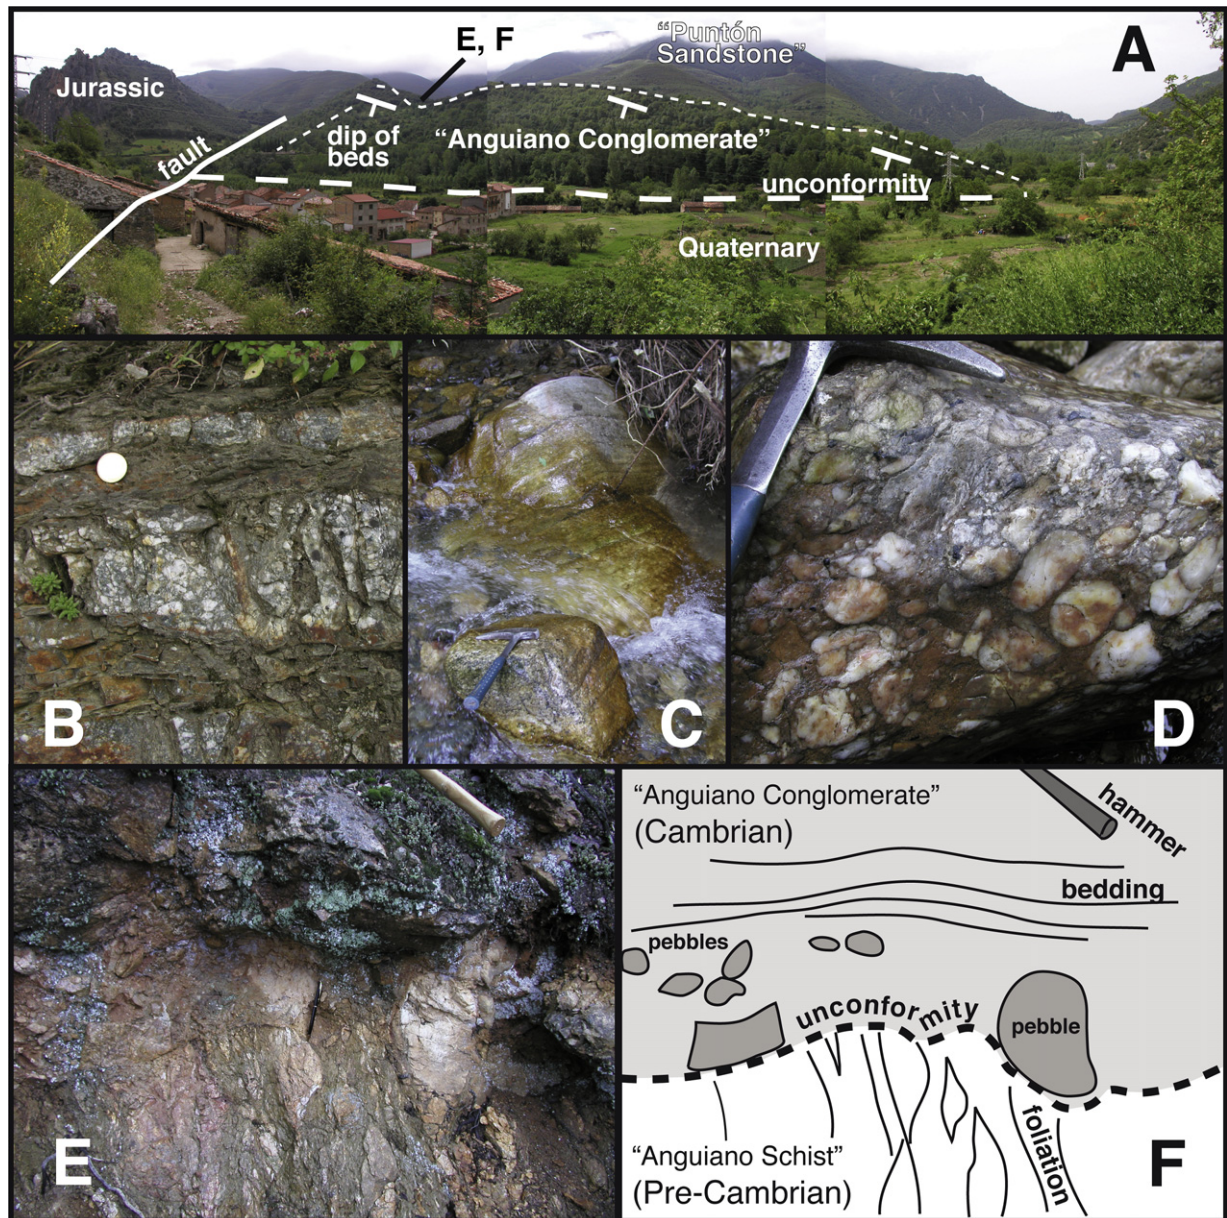 A
E, F
“Puntón
Sandstone”
Jurassic
fault
dip of
beds
“Anguiano Conglomerate”
unconformity
Quaternary
B
C
D
E
“Anguiano Conglomerate”
(Cambrian)
hammer
bedding
pebbles
unconformity
pebble
foliation
“Anguiano Schist”
(Pre-Cambrian)
F